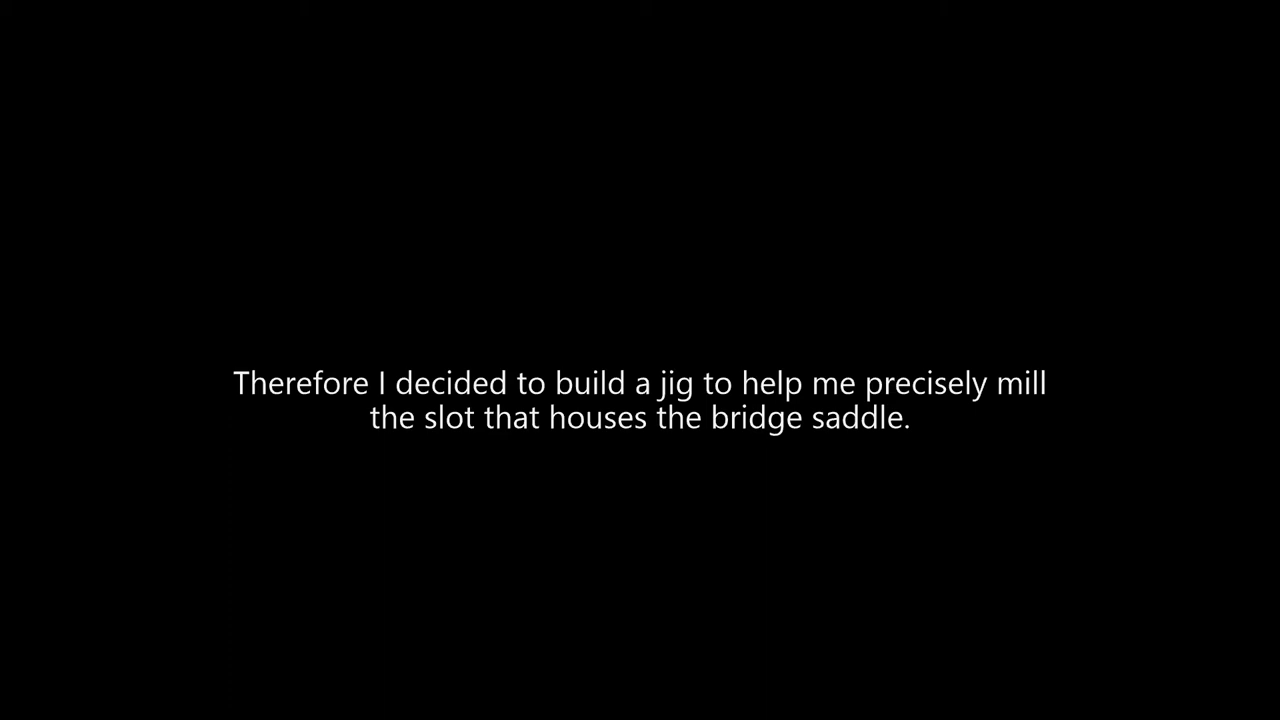 Therefore I decided to build a jig to help me precisely mill
the slot that houses the bridge saddle.